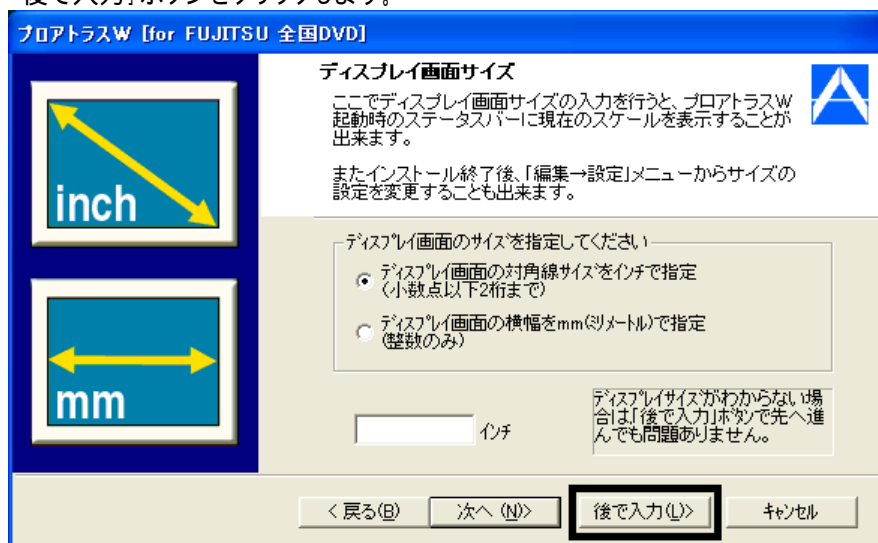 後で入力］ボタンをクリックします。
プロアトラスW [for FUJITSU 全国DVD]
ディスプレイ画面サイズ
ここでディスプレイ画面サイズの入力を行うと、プロアトラスW
起動時のステータスバーに現在のスケールを表示することが
出来ます。
またインストール終了後、「編集→設定」メニューからサイズの
設定を変更することも出来ます。
inch
mm
ﾃﾞｨｽﾌﾟﾚｲ画面のｻｲｽﾞを指定してください
ﾃﾞｨｽﾌﾟﾚｲ画面の対角線ｻｲｽﾞをｲﾝﾁで指定
(小数点以下2桁まで)
ﾃﾞｨｽﾌﾟﾚｲ画面の横幅をmm(ﾐﾘﾒｰﾄﾙ)で指定
(整数のみ)
ｲﾝﾁ
ﾃﾞｨｽﾌﾟﾚｲｻｲｽﾞがわからない場
合は「後で入力」ﾎﾞﾀﾝで先へ進
んでも問題ありません。
< 戻る(B) 次へ (N)> 後で入力(L)> ｷｬﾝｾﾙ